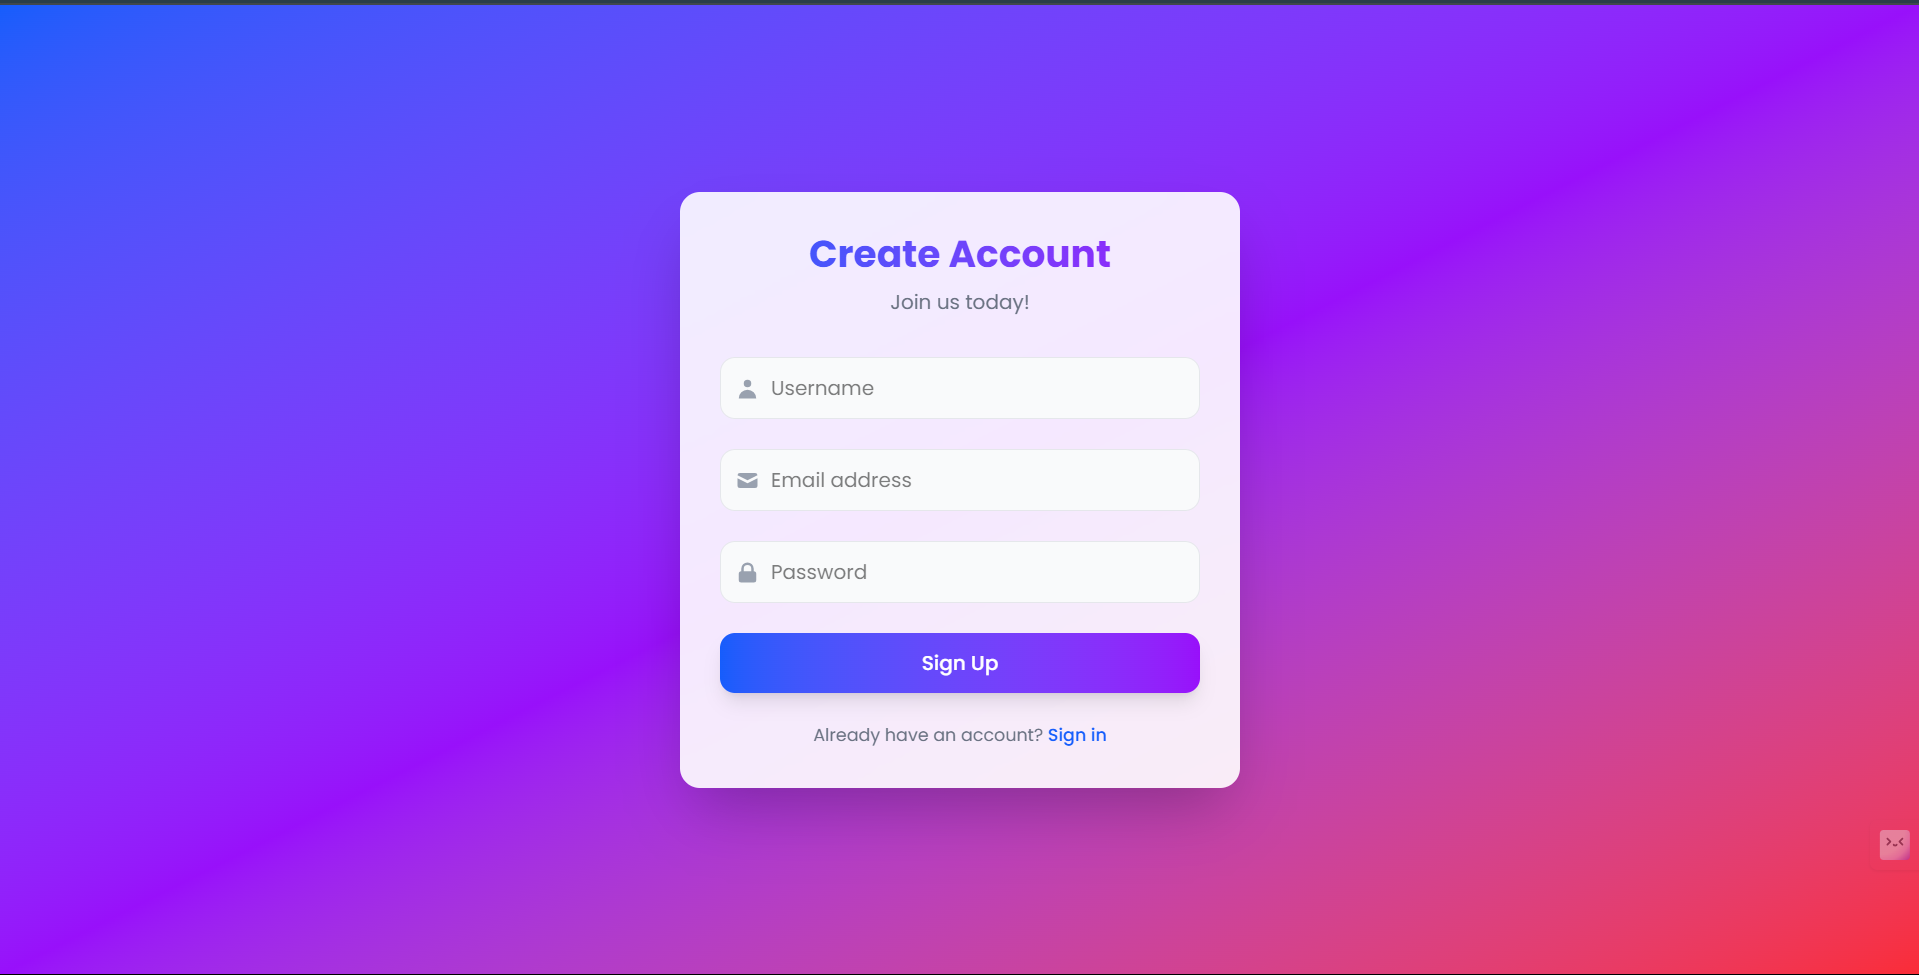 Create Account
Join us today!
Username
Email address
Password
Sign Up
Already have an account? Sign in